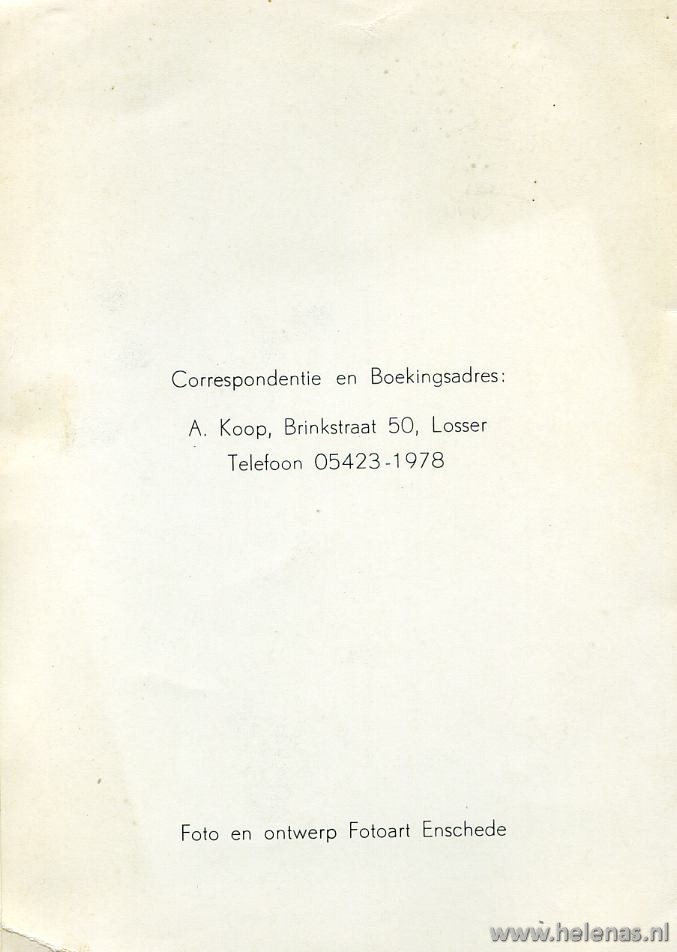 Correspondentie en Boekingsadres:
A. Koop, Brinkstraat 50, Losser
Telefoon 05423-1978
Foto en ontwerp Fotoart Enschede
www.helenas.nl